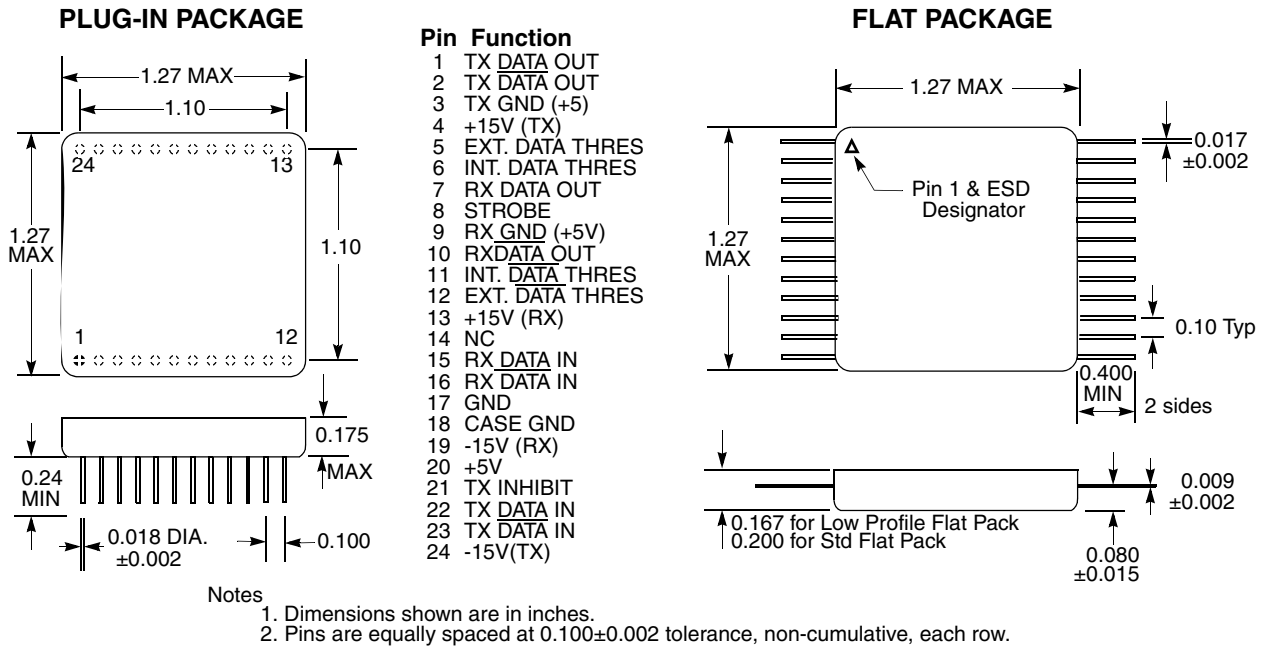 PLUG-IN PACKAGE
1.27 MAX
1.10
24
13
1.27
MAX
1.10
1
12
0.175
MAX
0.24
MIN
0.018 DIA.
±0.002
0.100
Pin Function
1 TX DATA OUT
2 TX DATA OUT
3 TX GND (+5)
4 +15V (TX)
5 EXT. DATA THRES
6 INT. DATA THRES
7 RX DATA OUT
8 STROBE
9 RX GND (+5V)
10 RXDATA OUT
11 INT. DATA THRES
12 EXT. DATA THRES
13 +15V (RX)
14 NC
15 RX DATA IN
16 RX DATA IN
17 GND
18 CASE GND
19 -15V (RX)
20 +5V
21 TX INHIBIT
22 TX DATA IN
23 TX DATA IN
24 -15V(TX)
FLAT PACKAGE
1.27 MAX
0.017
±0.002
Pin 1 & ESD
Designator
1.27
MAX
0.10 Typ
0.400
MIN
2 sides
0.009
±0.002
0.167 for Low Profile Flat Pack
0.200 for Std Flat Pack
0.080
±0.015
Notes
1. Dimensions shown are in inches.
2. Pins are equally spaced at 0.100±0.002 tolerance, non-cumulative, each row.